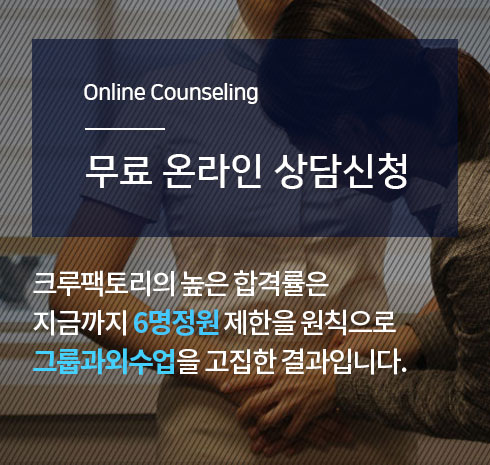 Online Counseling
무료 온라인 상담신청
크루팩토리의 높은 합격률은
지금까지 6명정원 제한을 원칙으로
그룹과외수업을 고집한 결과입니다.